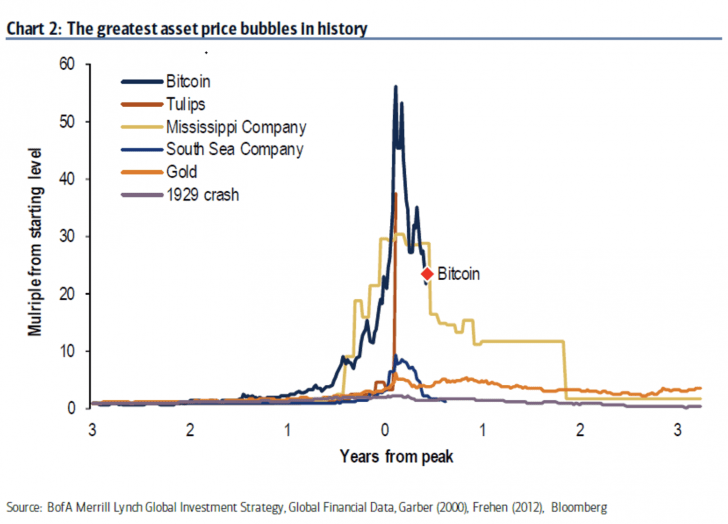 Chart 2: The greatest asset price bubbles in history
60
50
40
30
20
10
0
Mulriple from starting level
Bitcoin
Tulips
Mississippi Company
South Sea Company
Gold
1929 crash
Bitcoin
3 2 1 0 1 2 3
Years from peak
Source: BofA Merrill Lynch Global Investment Strategy, Global Financial Data, Garber (2000), Frehen (2012), Bloomberg